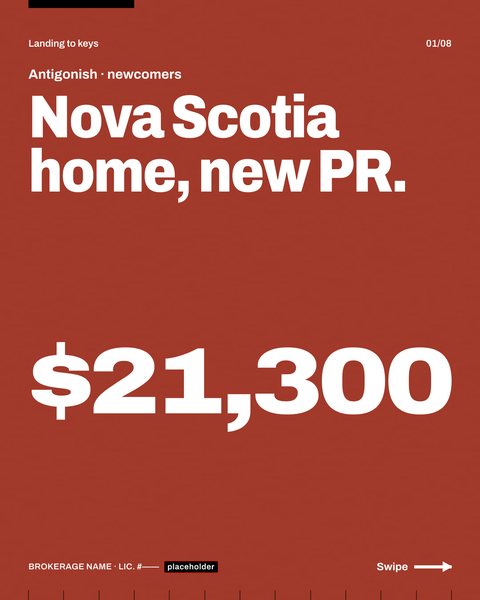 Landing to keys
01/08
Antigonish · newcomers
Nova Scotia
home, new PR.
$21,300
BROKERAGE NAME · LIC. #—— placeholder
Swipe